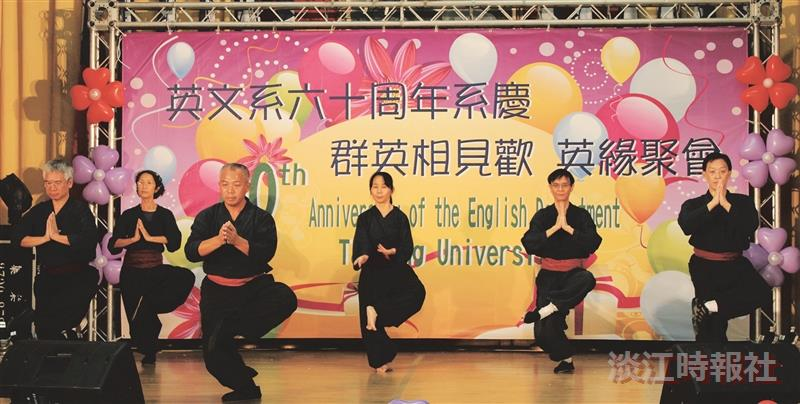 英文系六十周年系慶
群英相見歡 英緣聚會
0th
Anniversary of the English Department
University
淡江時報社